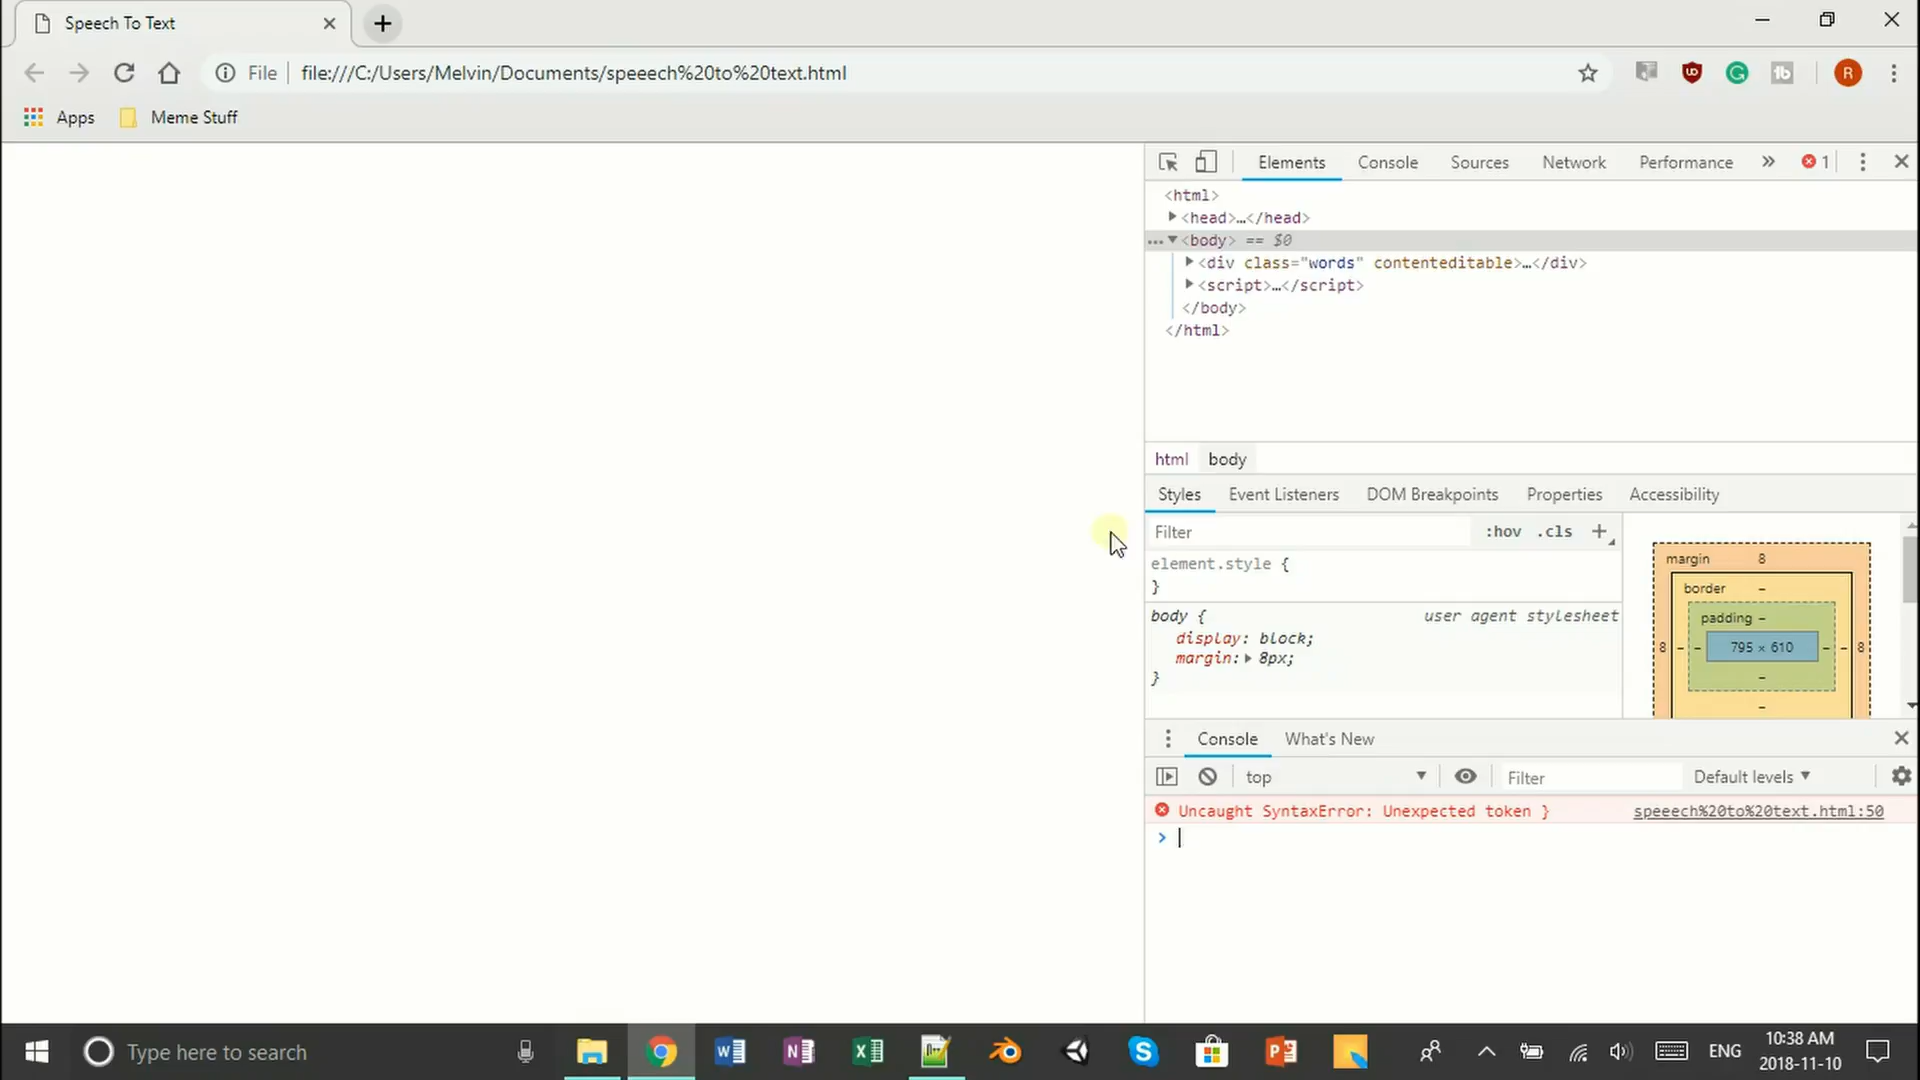 Speech To Text
File file:///C:/Users/Melvin/Documents/speeech%20to%20text.html
R
Apps Meme Stuff
Elements Console Sources Network Performance » 1
<html>
<head>…</head>
… <body> == $0
<div class="words" contenteditable>…</div>
<script>…</script>
</body>
</html>
html body
Styles Event Listeners DOM Breakpoints Properties Accessibility
Filter :hov .cls +
element.style {
}
body { user agent stylesheet
display: block;
margin: 8px;
}
margin 8
border –
padding –
8 – – 795 × 610 – – 8
–
–
Console What's New
top Filter Default levels
Uncaught SyntaxError: Unexpected token } speeech%20to%20text.html:50
>
Type here to search
ENG
10:38 AM
2018-11-10